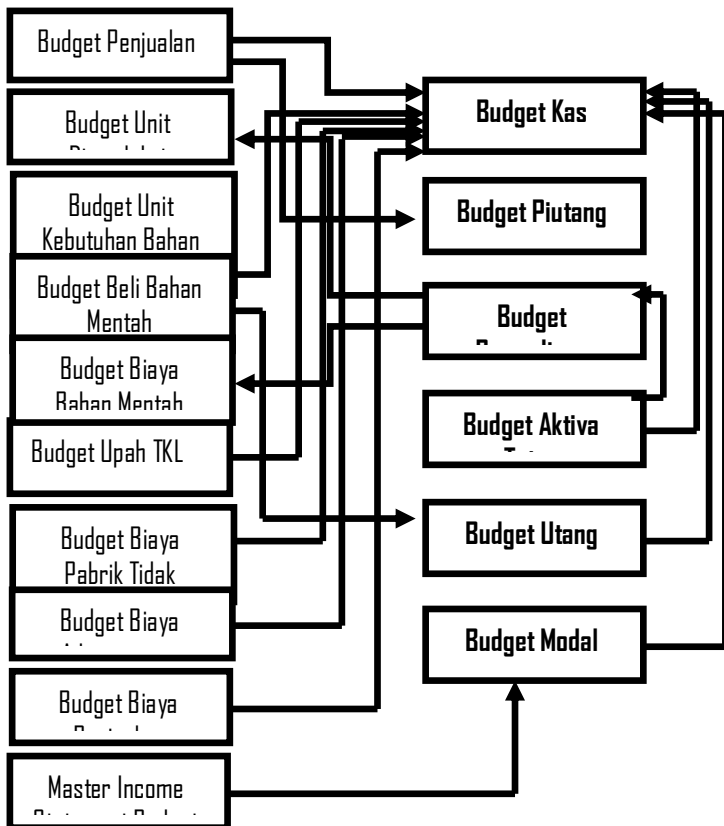 Budget Penjualan
Budget Unit
Budget Unit
Kebutuhan Bahan
Budget Beli Bahan
Mentah
Budget Biaya
Bahan Mentah
Budget Upah TKL
Budget Biaya
Pabrik Tidak
Budget Biaya
Budget Biaya
Master Income
Budget Kas
Budget Piutang
Budget
Budget Aktiva
Budget Utang
Budget Modal